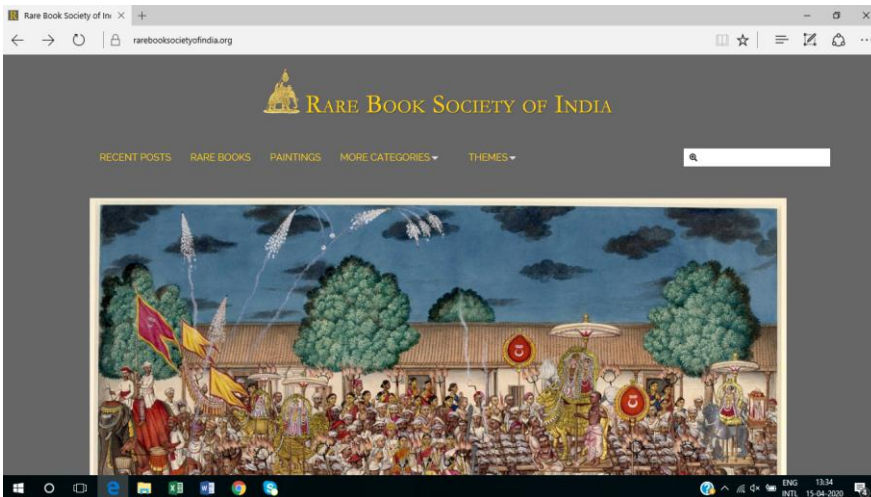 Rare Book Society of In
rarebooksocietyofindia.org
RARE BOOK SOCIETY OF INDIA
RECENT POSTS RARE BOOKS PAINTINGS MORE CATEGORIES THEMES
ENG 13:34
INTL 15-04-2020